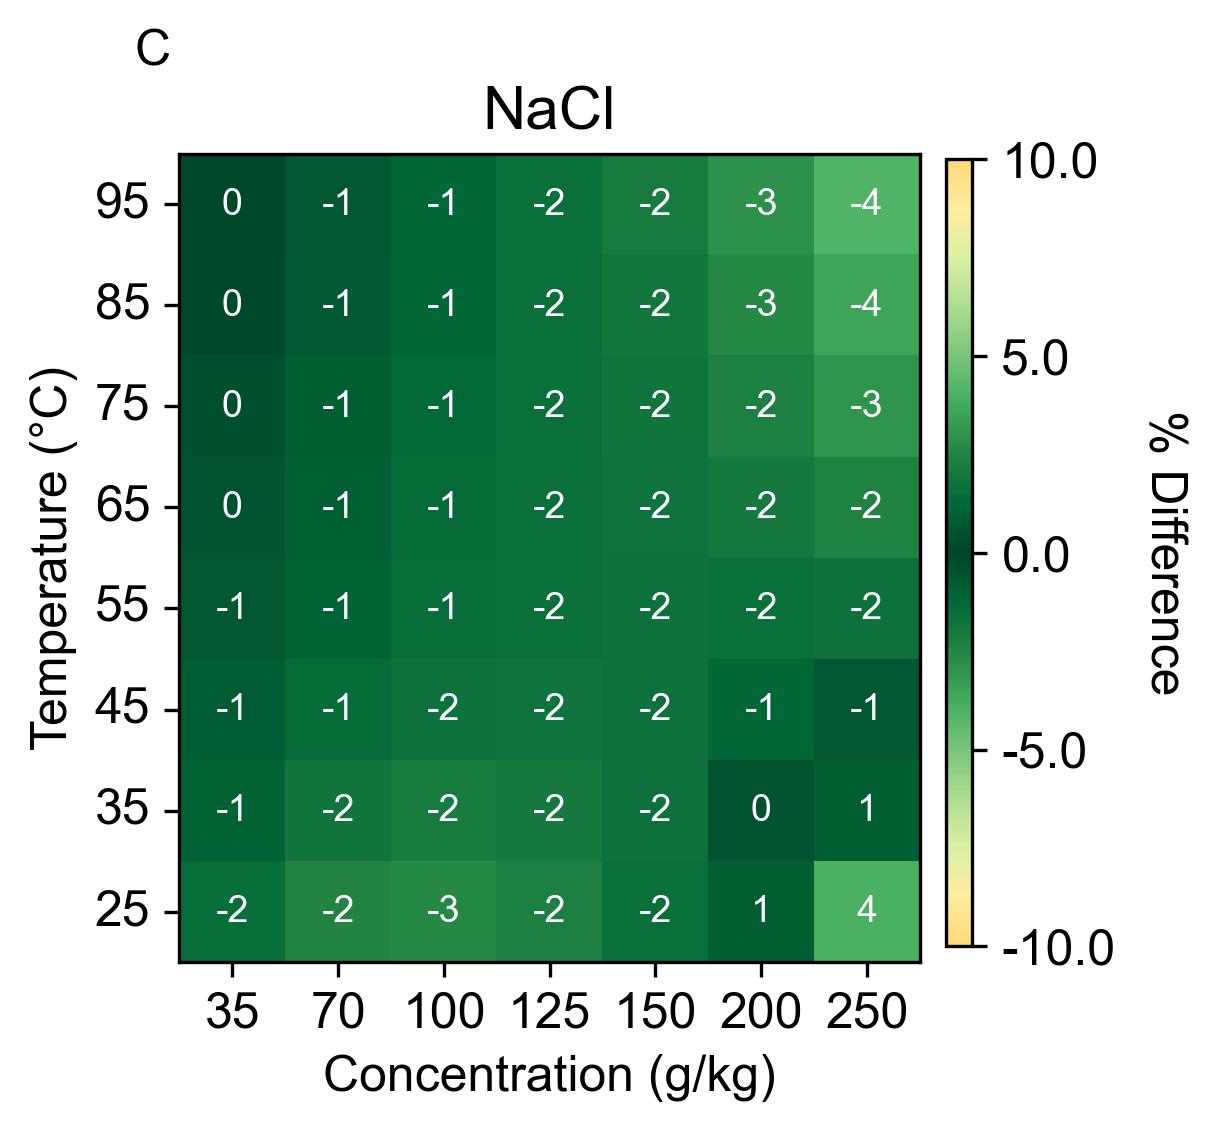 C
NaCl
95 0 -1 -1 -2 -2 -3 -4
85 0 -1 -1 -2 -2 -3 -4
75 0 -1 -1 -2 -2 -2 -3
65 0 -1 -1 -2 -2 -2 -2
55 -1 -1 -1 -2 -2 -2 -2
45 -1 -1 -2 -2 -2 -1 -1
35 -1 -2 -2 -2 -2 0 1
25 -2 -2 -3 -2 -2 1 4
35 70 100 125 150 200 250
Concentration (g/kg)
Temperature (°C)
10.0
5.0
0.0
-5.0
-10.0
% Difference